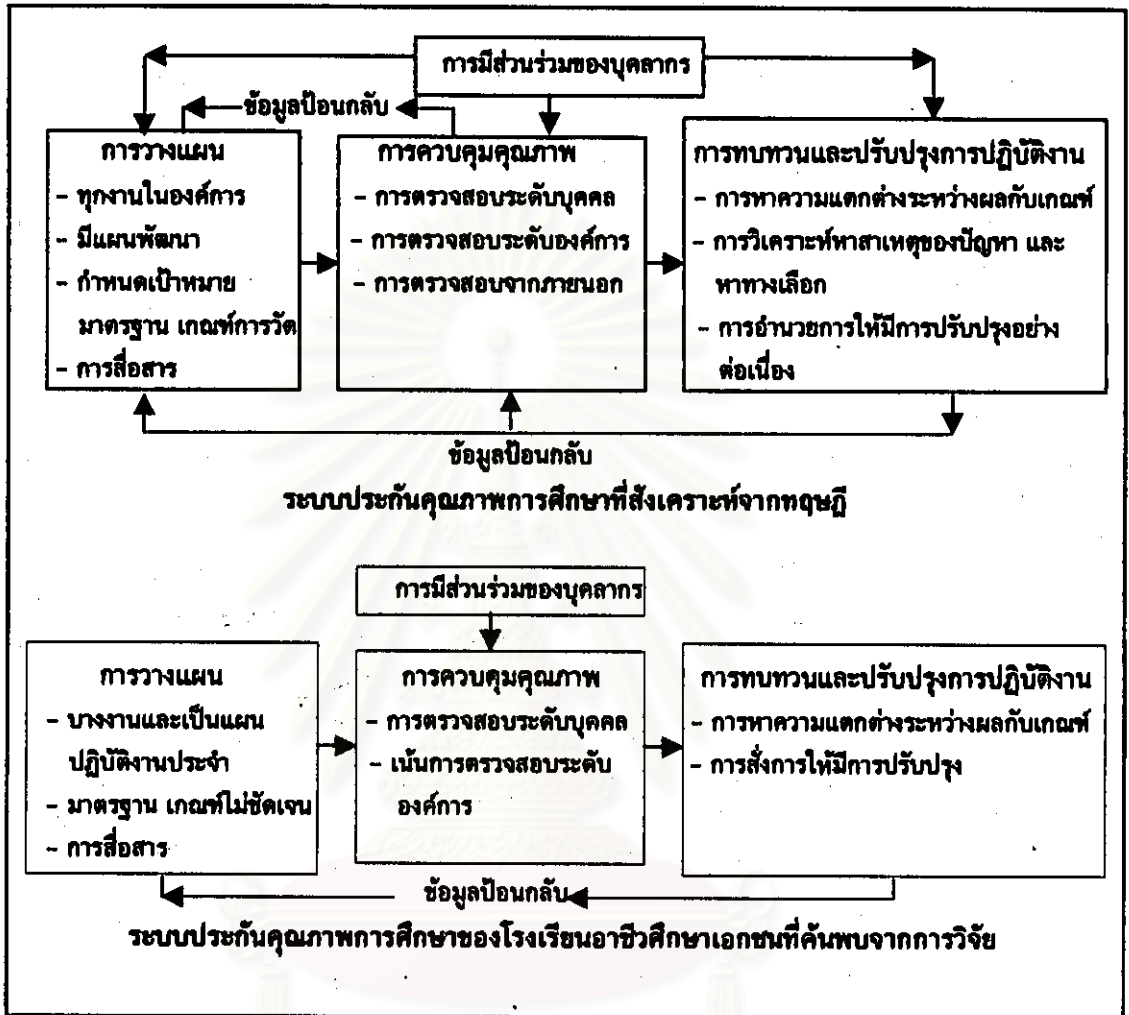 การมีส่วนร่วมของบุคลากร
ข้อมูลป้อนกลับ
การวางแผน
- ทุกงานในองค์การ
- มีแผนพัฒนา
- กำหนดเป้าหมาย
มาตรฐาน เกณฑ์การวัด
- การสื่อสาร
การควบคุมคุณภาพ
- การตรวจสอบระดับบุคคล
- การตรวจสอบระดับองค์การ
- การตรวจสอบจากภายนอก
การทบทวนและปรับปรุงการปฏิบัติงาน
- การหาความแตกต่างระหว่างผลกับเกณฑ์
- การวิเคราะห์หาสาเหตุของปัญหา และ
หาทางเลือก
- การอำนวยการให้มีการปรับปรุงอย่าง
ต่อเนื่อง
ข้อมูลป้อนกลับ
ระบบประกันคุณภาพการศึกษาที่สังเคราะห์จากทฤษฎี
การมีส่วนร่วมของบุคลากร
การวางแผน
- บางงานและเป็นแผน
ปฏิบัติงานประจำ
- มาตรฐาน เกณฑ์ไม่ชัดเจน
- การสื่อสาร
การควบคุมคุณภาพ
- การตรวจสอบระดับบุคคล
- เน้นการตรวจสอบระดับ
องค์การ
การทบทวนและปรับปรุงการปฏิบัติงาน
- การหาความแตกต่างระหว่างผลกับเกณฑ์
- การสั่งการให้มีการปรับปรุง
ข้อมูลป้อนกลับ
ระบบประกันคุณภาพการศึกษาของโรงเรียนอาชีวศึกษาเอกชนที่ค้นพบจากการวิจัย